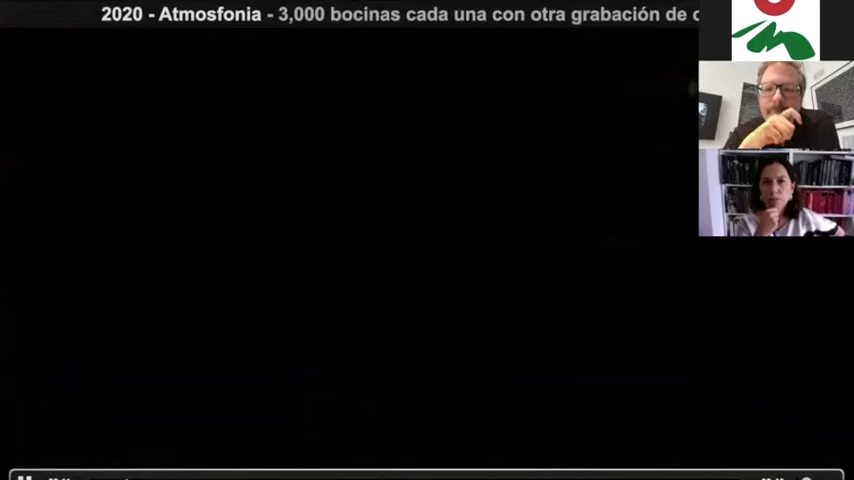 2020 - Atmosfonia - 3,000 bocinas cada una con otra grabación de